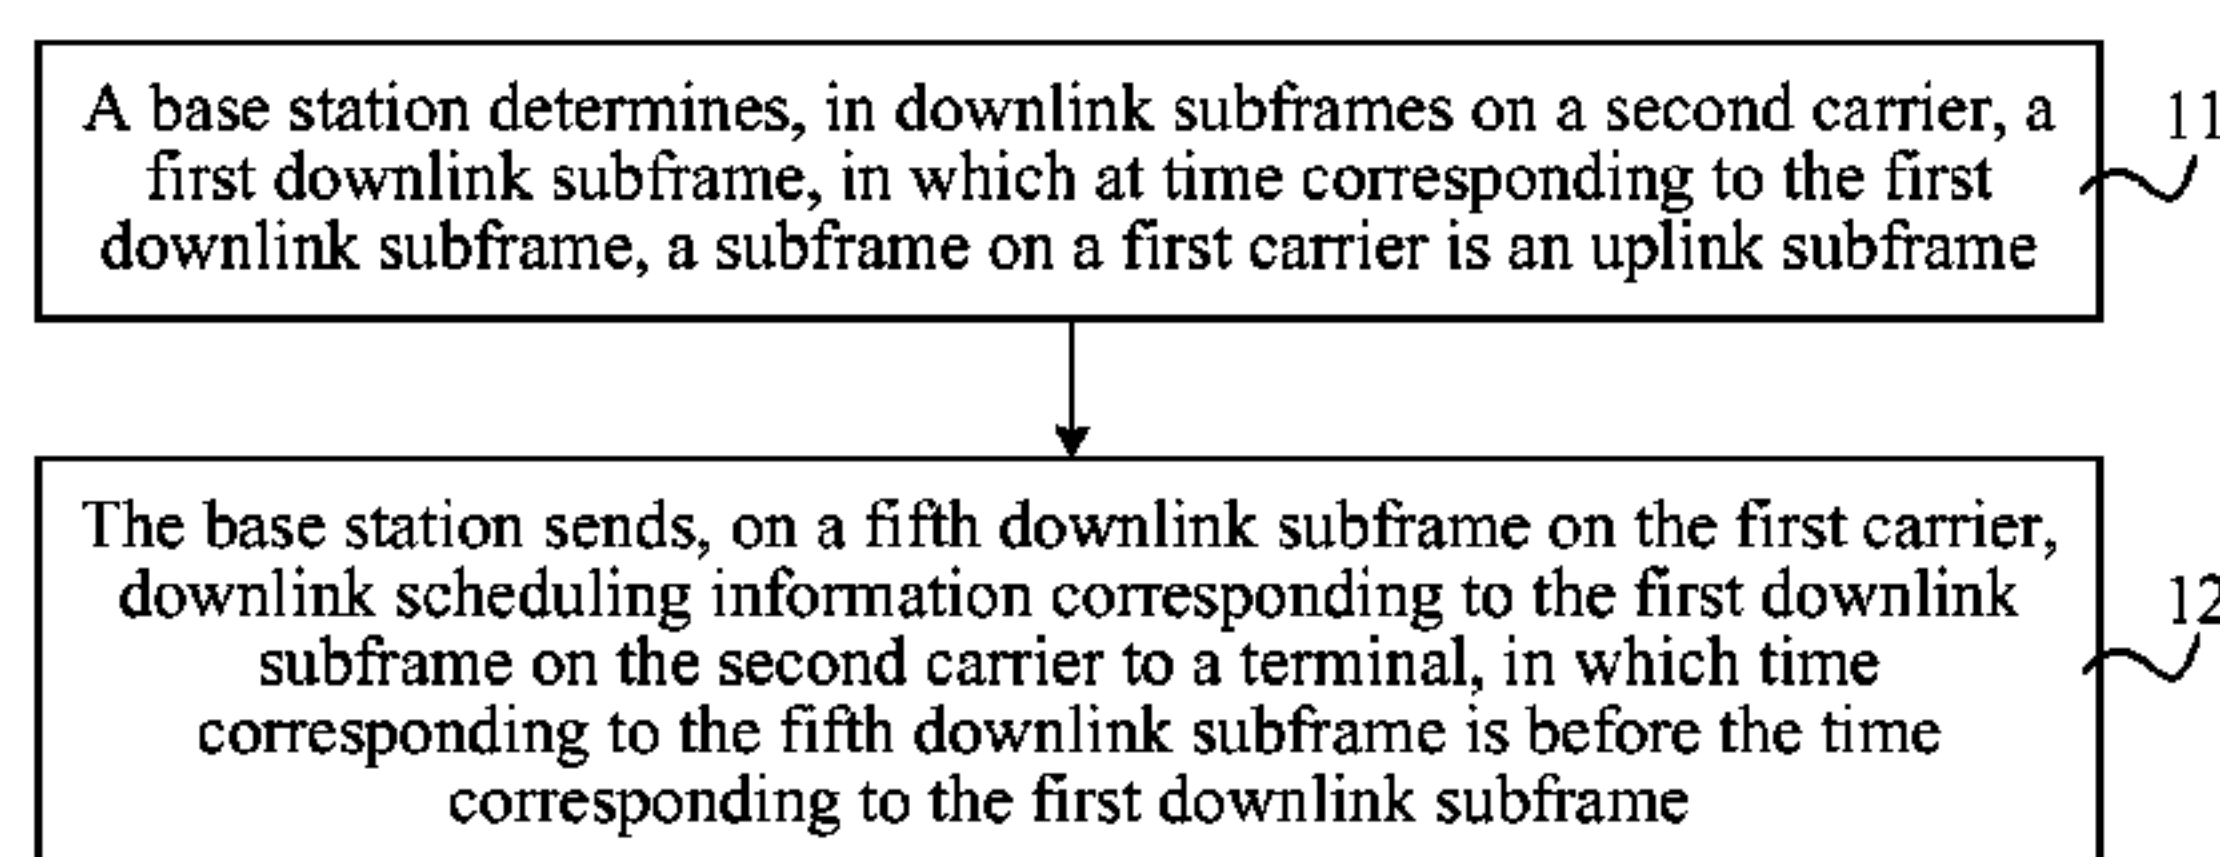 A base station determines, in downlink subframes on a second carrier, a
first downlink subframe, in which at time corresponding to the first
downlink subframe, a subframe on a first carrier is an uplink subframe
11
The base station sends, on a fifth downlink subframe on the first carrier,
downlink scheduling information corresponding to the first downlink
subframe on the second carrier to a terminal, in which time
corresponding to the fifth downlink subframe is before the time
corresponding to the first downlink subframe
12